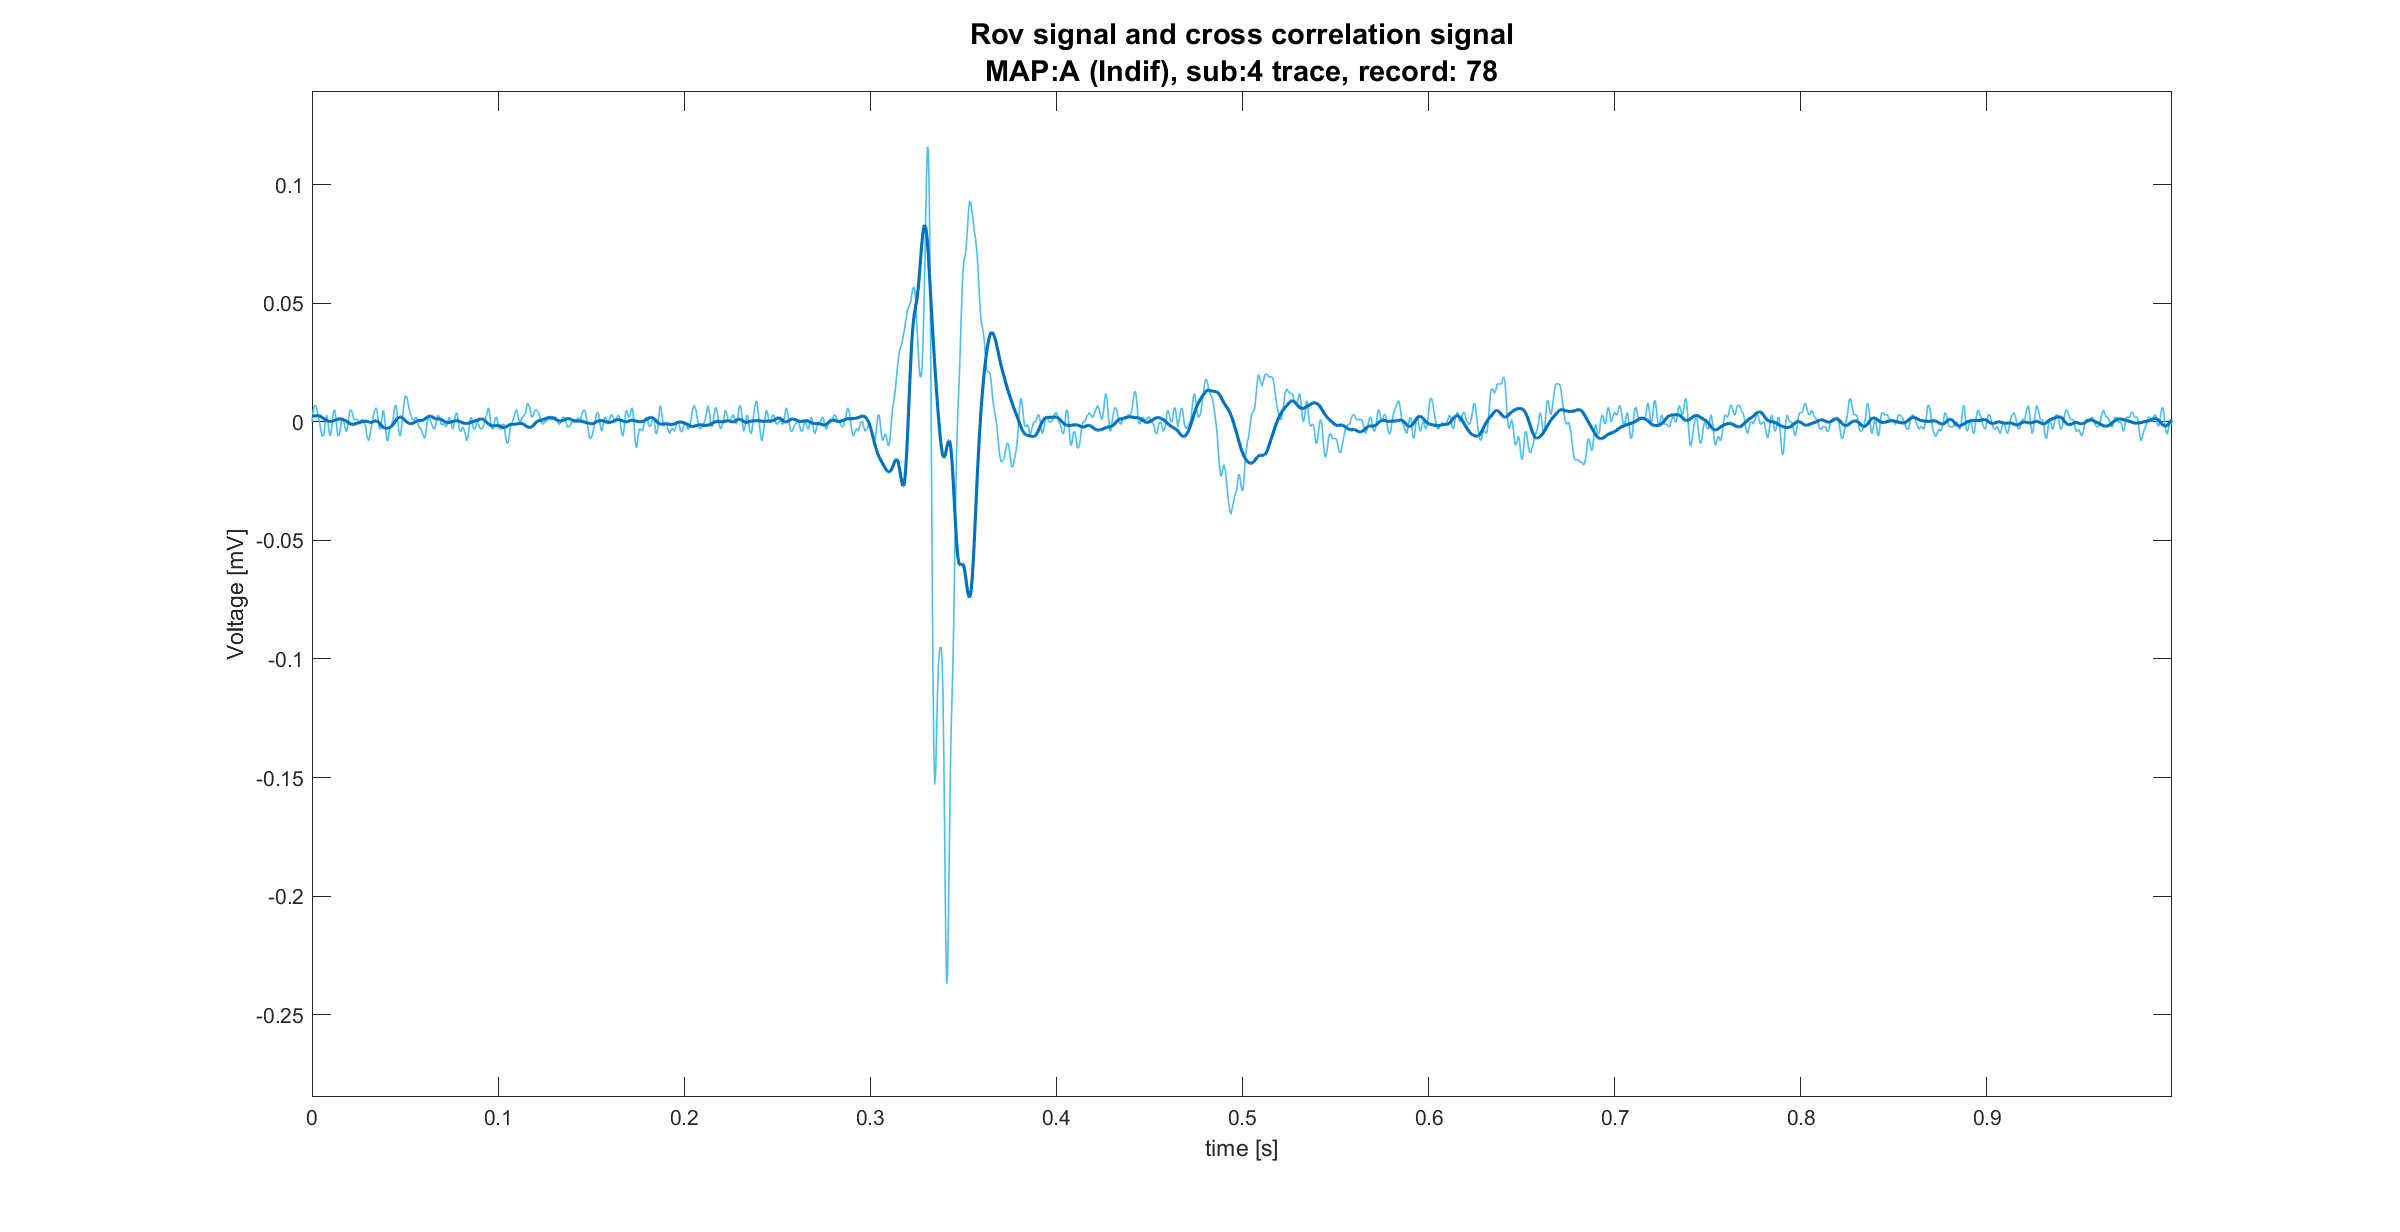 Rov signal and cross correlation signal
MAP:A (Indif), sub:4 trace, record: 78
0.1
0.05
0
-0.05
-0.1
-0.15
-0.2
-0.25
Voltage [mV]
0 0.1 0.2 0.3 0.4 0.5 0.6 0.7 0.8 0.9
time [s]